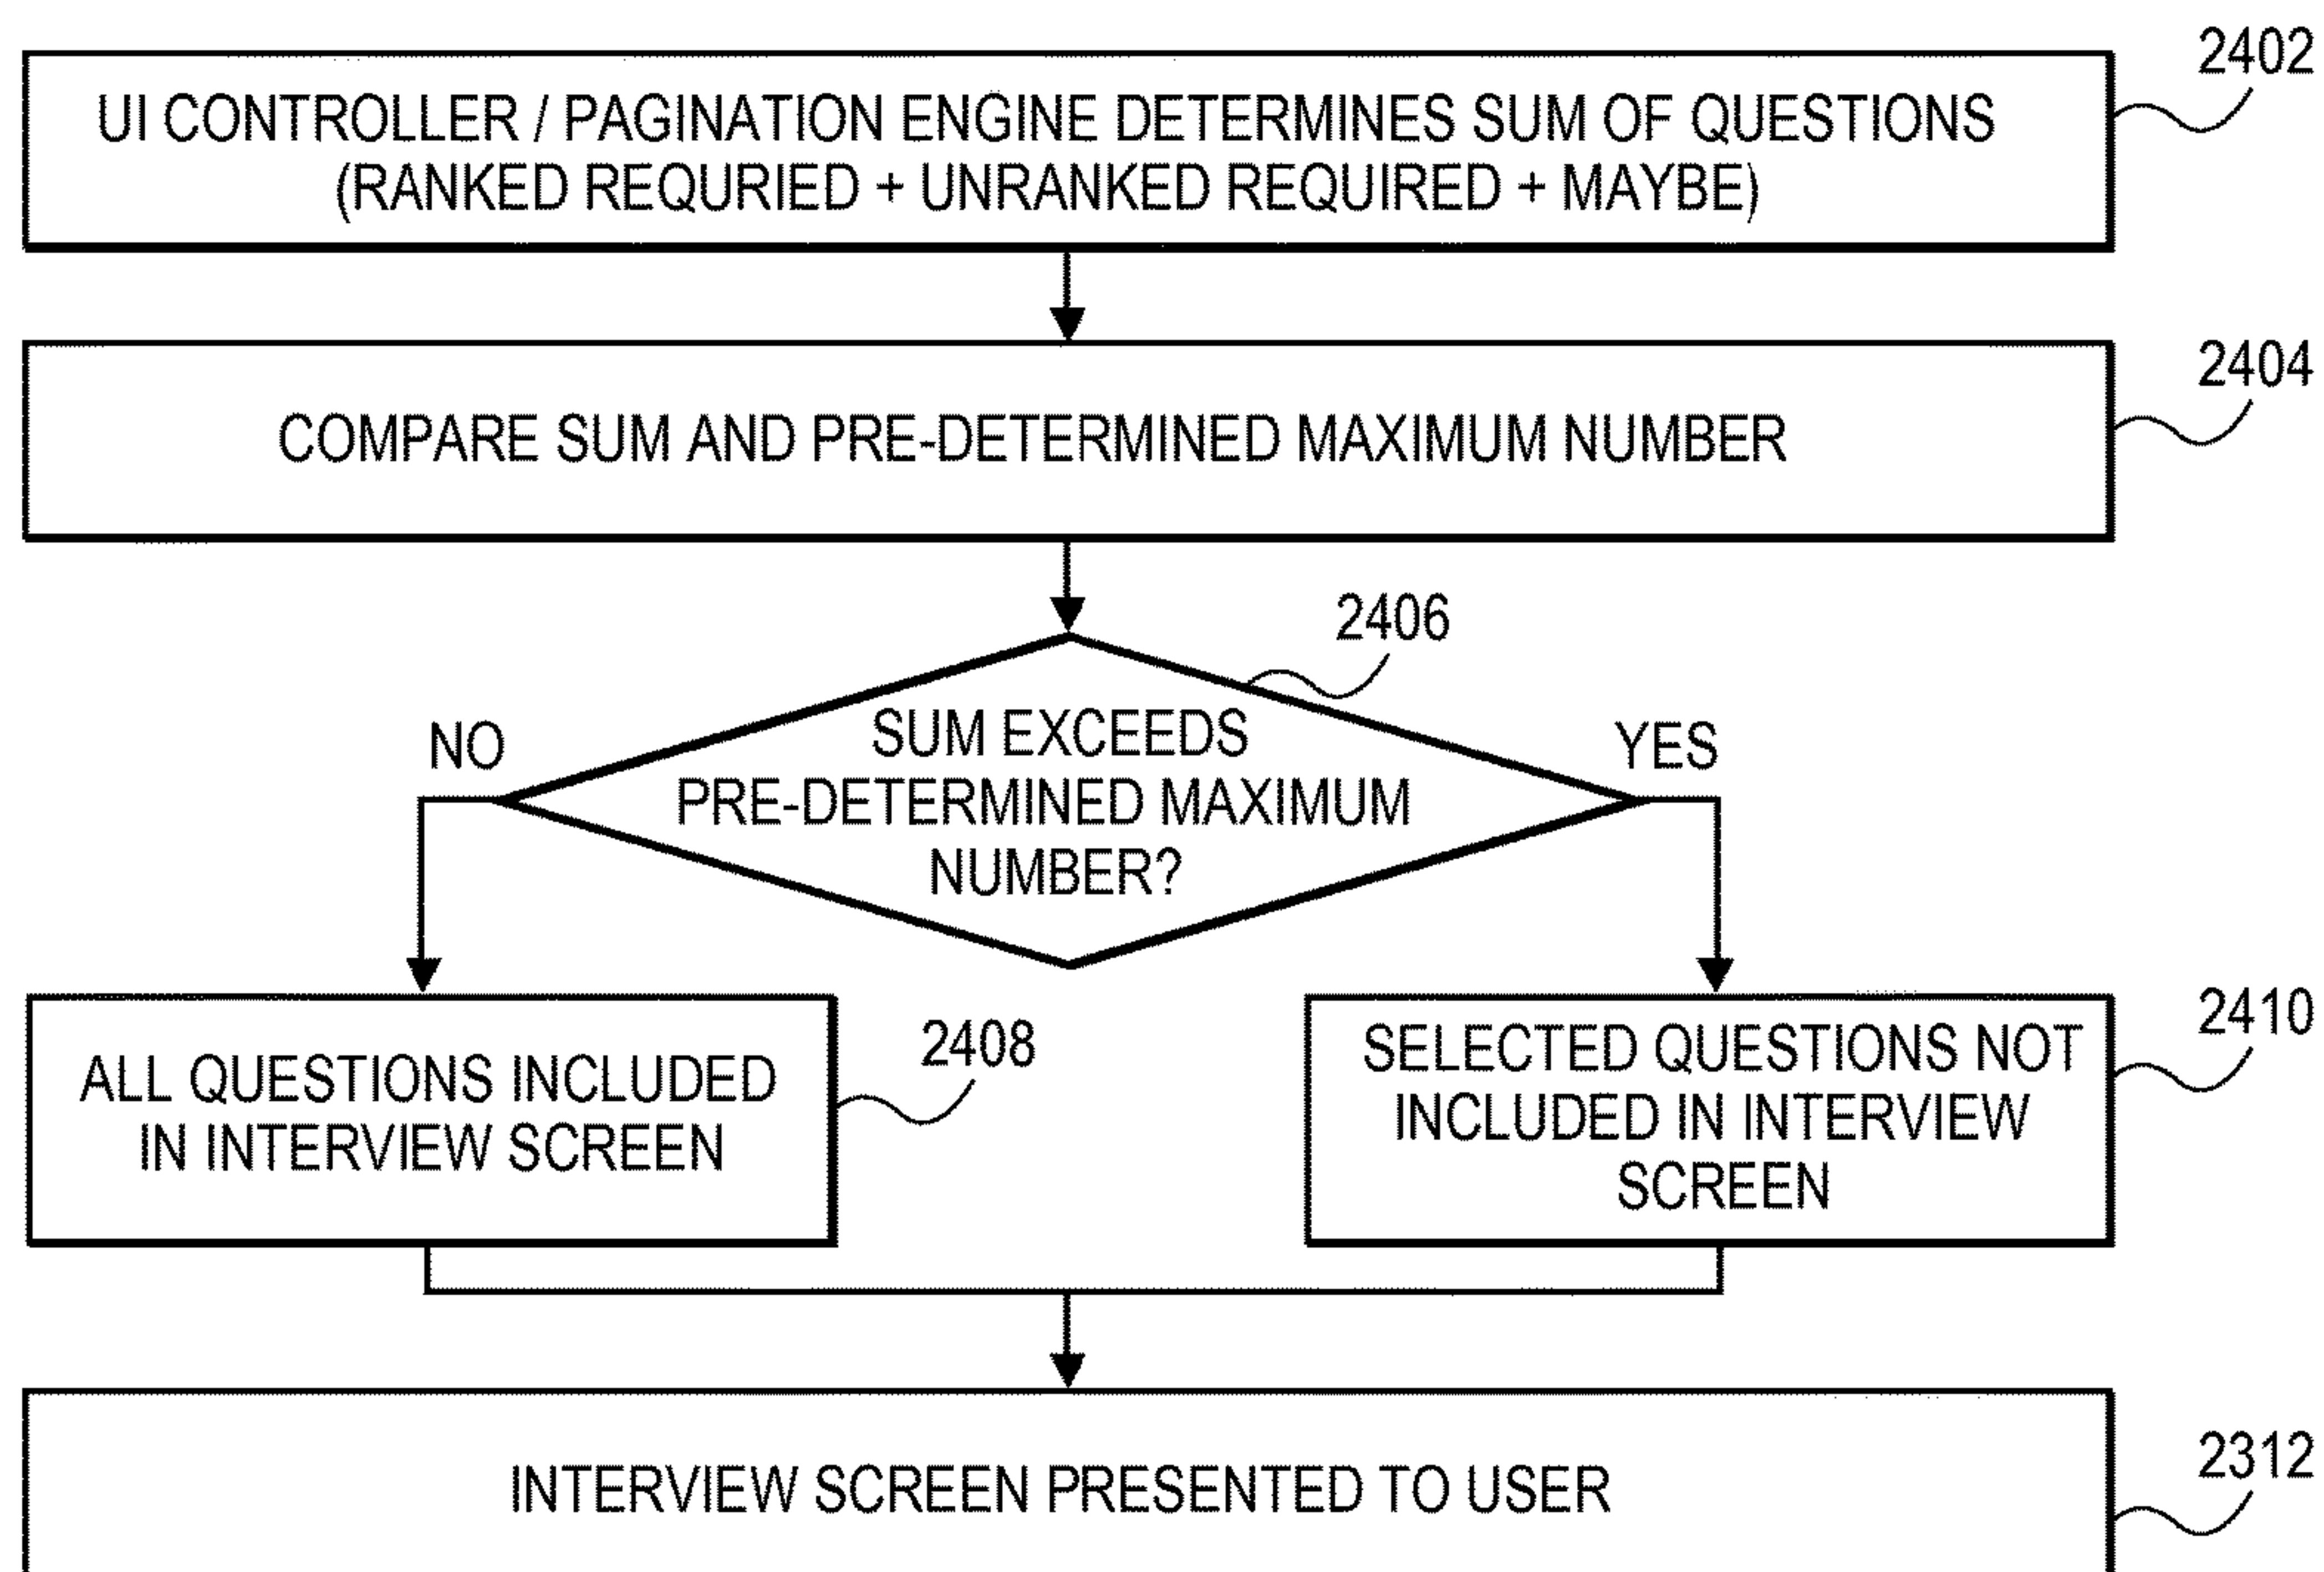 2402
UI CONTROLLER / PAGINATION ENGINE DETERMINES SUM OF QUESTIONS
(RANKED REQURIED + UNRANKED REQUIRED + MAYBE)
2404
COMPARE SUM AND PRE-DETERMINED MAXIMUM NUMBER
2406
NO
SUM EXCEEDS
PRE-DETERMINED MAXIMUM
NUMBER?
YES
ALL QUESTIONS INCLUDED
IN INTERVIEW SCREEN
2408
SELECTED QUESTIONS NOT
INCLUDED IN INTERVIEW
SCREEN
2410
INTERVIEW SCREEN PRESENTED TO USER
2312